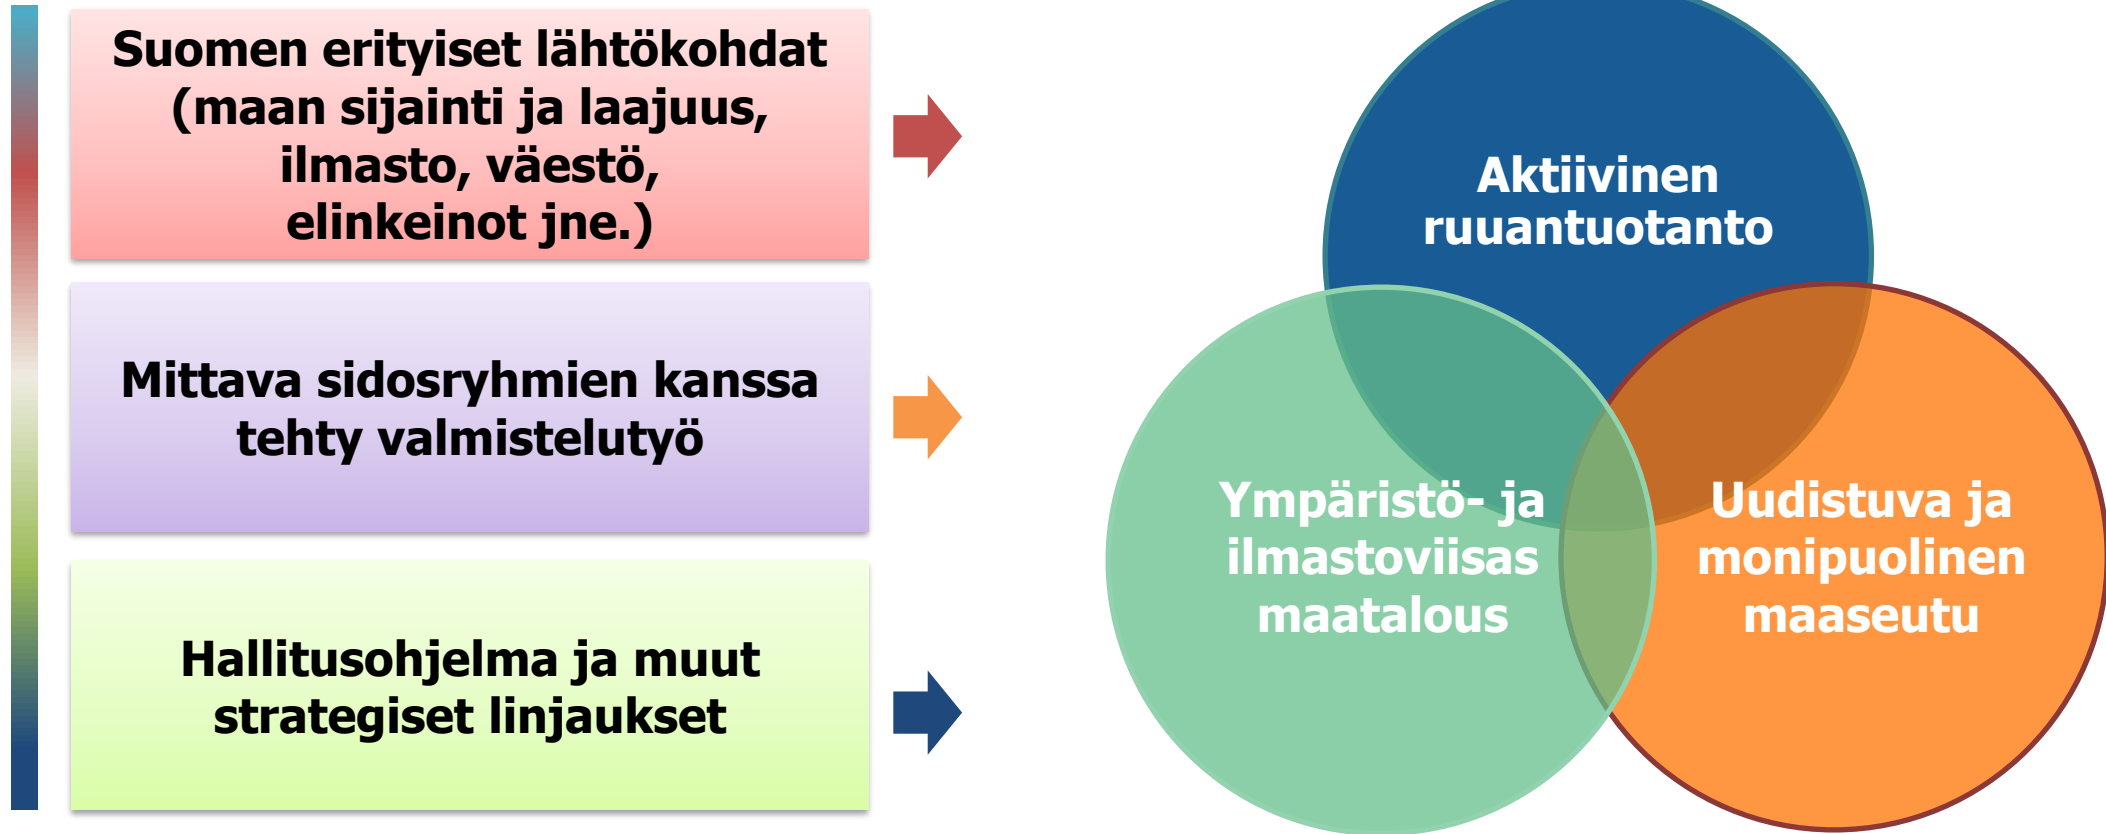 Suomen erityiset lähtökohdat
(maan sijainti ja laajuus,
ilmasto, väestö,
elinkeinot jne.)
Mittava sidosryhmien kanssa
tehty valmistelutyö
Hallitusohjelma ja muut
strategiset linjaukset
Aktiivinen
ruuantuotanto
Ympäristö- ja
ilmastoviisas
maatalous
Uudistuva ja
monipuolinen
maaseutu